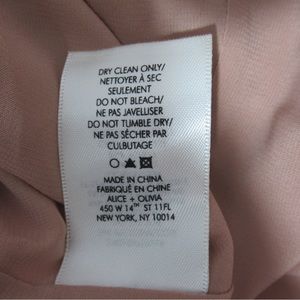 DRY CLEAN ONLY/
NETTOYER À SEC
SEULEMENT
DO NOT BLEACH/
NE PAS JAVELLISER
DO NOT TUMBLE DRY/
NE PAS SÉCHER PAR
CULBUTAGE
MADE IN CHINA
FABRIQUÉ EN CHINE
ALICE + OLIVIA
450 W 14TH ST 11FL
NEW YORK, NY 10014